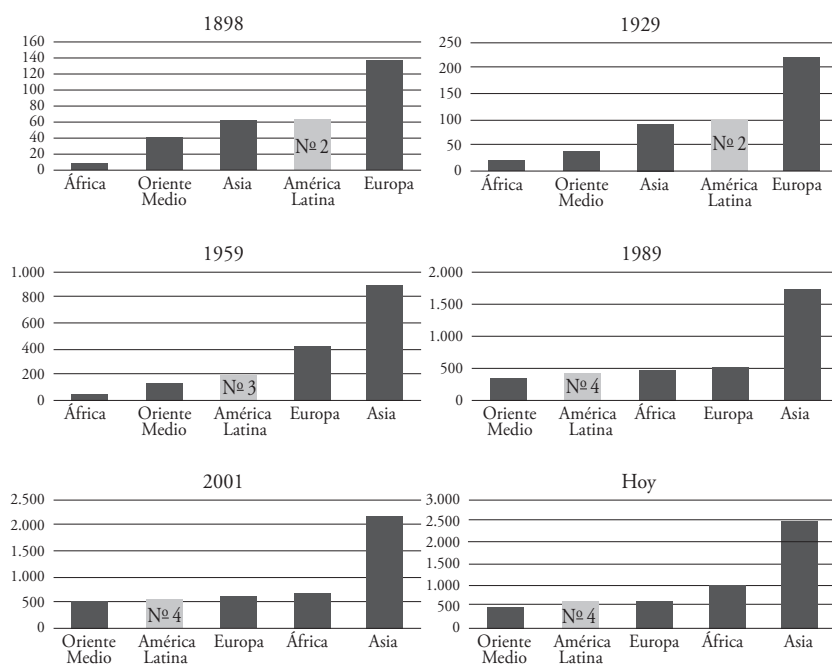 1898
160
140
120
100
80
60
40
20
0
Nº 2
África
Oriente
Medio
Asia
América
Latina
Europa
1929
250
200
150
100
50
0
Nº 2
África
Oriente
Medio
Asia
América
Latina
Europa
1959
1.000
800
600
400
200
0
Nº 3
África
Oriente
Medio
América
Latina
Europa
Asia
1989
2.000
1.500
1.000
500
0
Nº 4
Oriente
Medio
América
Latina
África
Europa
Asia
2001
2.500
2.000
1.500
1.000
500
0
Nº 4
Oriente
Medio
América
Latina
Europa
África
Asia
Hoy
3.000
2.500
2.000
1.500
1.000
500
0
Nº 4
Oriente
Medio
América
Latina
Europa
África
Asia